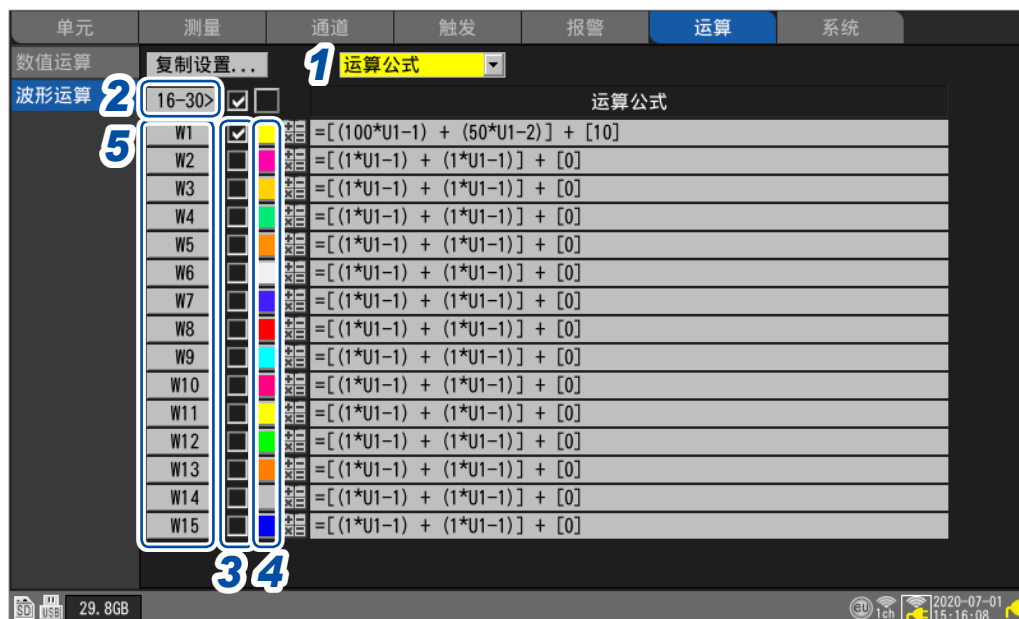 单元 测量 通道 触发 报警 运算 系统
数值运算 复制设置... 1 运算公式
波形运算 2 16-30> 运算公式
5 W1 =[(100*U1-1) + (50*U1-2)] + [10]
W2 =[(1*U1-1) + (1*U1-1)] + [0]
W3 =[(1*U1-1) + (1*U1-1)] + [0]
W4 =[(1*U1-1) + (1*U1-1)] + [0]
W5 =[(1*U1-1) + (1*U1-1)] + [0]
W6 =[(1*U1-1) + (1*U1-1)] + [0]
W7 =[(1*U1-1) + (1*U1-1)] + [0]
W8 =[(1*U1-1) + (1*U1-1)] + [0]
W9 =[(1*U1-1) + (1*U1-1)] + [0]
W10 =[(1*U1-1) + (1*U1-1)] + [0]
W11 =[(1*U1-1) + (1*U1-1)] + [0]
W12 =[(1*U1-1) + (1*U1-1)] + [0]
W13 =[(1*U1-1) + (1*U1-1)] + [0]
W14 =[(1*U1-1) + (1*U1-1)] + [0]
W15 =[(1*U1-1) + (1*U1-1)] + [0]
3 4
SD USB 29.8GB EU 1ch 2020-07-01
15:16:08